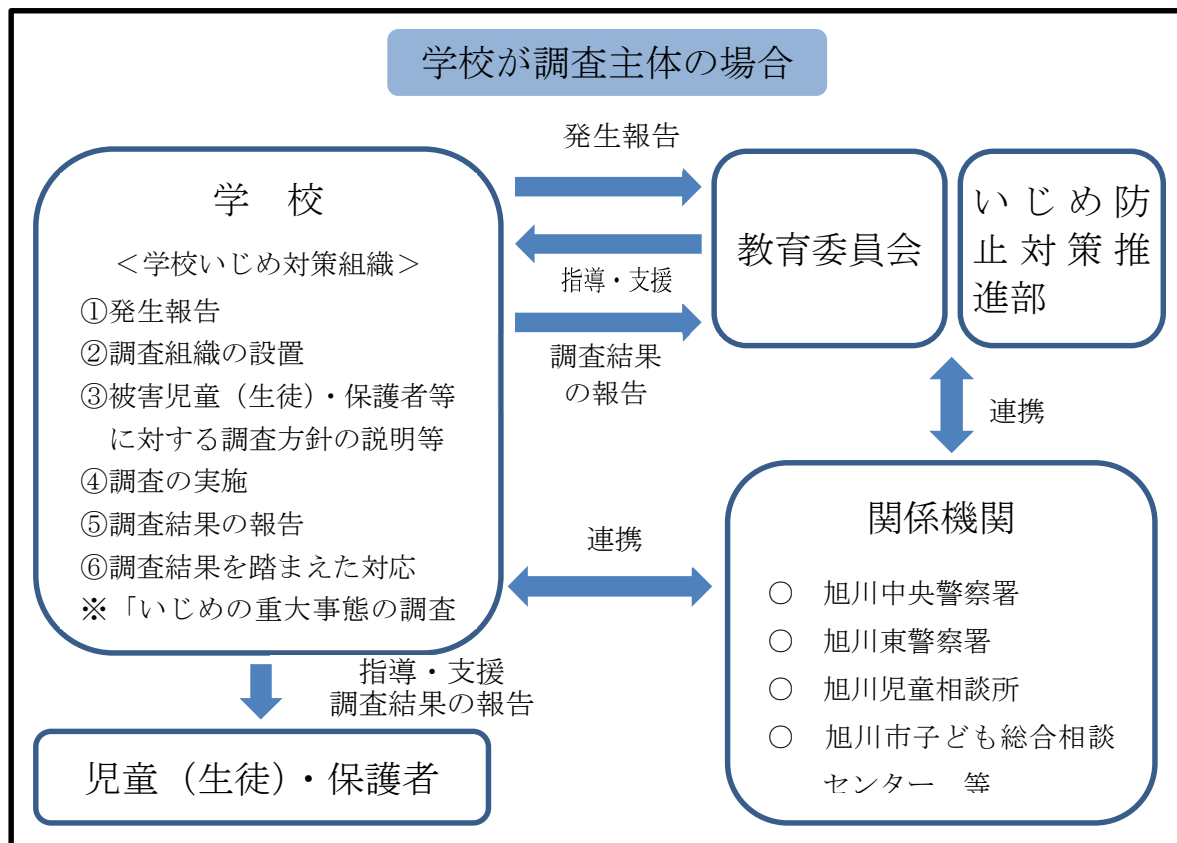 学校が調査主体の場合
発生報告
学　校
＜学校いじめ対策組織＞
①発生報告
②調査組織の設置
③被害児童（生徒）・保護者等
に対する調査方針の説明等
④調査の実施
⑤調査結果の報告
⑥調査結果を踏まえた対応
※「いじめの重大事態の調査
指導・支援
調査結果
の報告
教育委員会
いじめ防
止対策推
進部
連携
連携
関係機関
○　旭川中央警察署
○　旭川東警察署
○　旭川児童相談所
○　旭川市子ども総合相談
センター　等
指導・支援
調査結果の報告
児童（生徒）・保護者